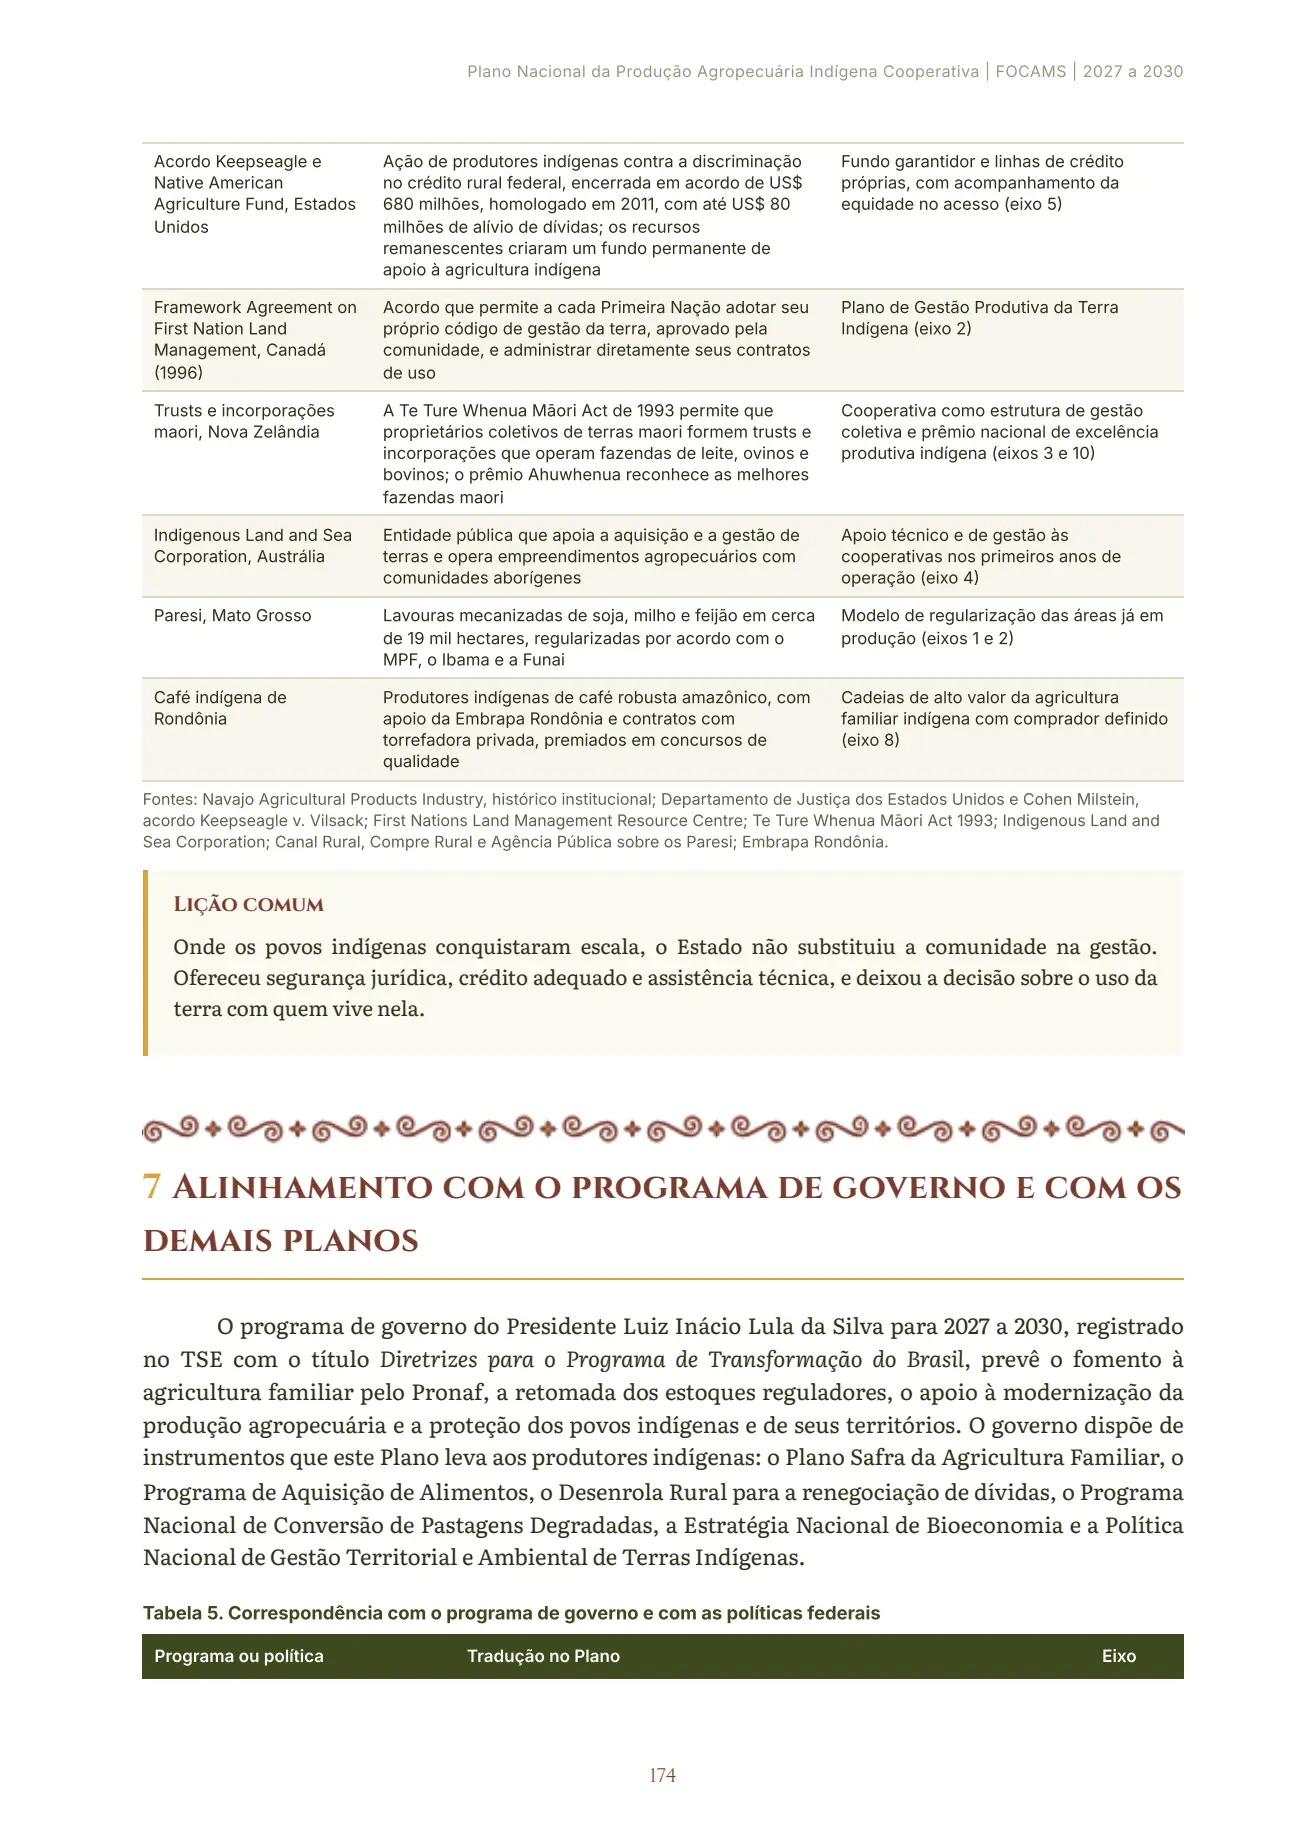 Plano Nacional da Produção Agropecuária Indígena Cooperativa | FOCAMS | 2027 a 2030
Acordo Keepseagle e
Native American
Agriculture Fund, Estados
Unidos
Ação de produtores indígenas contra a discriminação
no crédito rural federal, encerrada em acordo de US$
680 milhões, homologado em 2011, com até US$ 80
milhões de alívio de dívidas; os recursos
remanescentes criaram um fundo permanente de
apoio à agricultura indígena
Fundo garantidor e linhas de crédito
próprias, com acompanhamento da
equidade no acesso (eixo 5)
Framework Agreement on
First Nation Land
Management, Canadá
(1996)
Acordo que permite a cada Primeira Nação adotar seu
próprio código de gestão da terra, aprovado pela
comunidade, e administrar diretamente seus contratos
de uso
Plano de Gestão Produtiva da Terra
Indígena (eixo 2)
Trusts e incorporações
maori, Nova Zelândia
A Te Ture Whenua Māori Act de 1993 permite que
proprietários coletivos de terras maori formem trusts e
incorporações que operam fazendas de leite, ovinos e
bovinos; o prêmio Ahuwhenua reconhece as melhores
fazendas maori
Cooperativa como estrutura de gestão
coletiva e prêmio nacional de excelência
produtiva indígena (eixos 3 e 10)
Indigenous Land and Sea
Corporation, Austrália
Entidade pública que apoia a aquisição e a gestão de
terras e opera empreendimentos agropecuários com
comunidades aborígenes
Apoio técnico e de gestão às
cooperativas nos primeiros anos de
operação (eixo 4)
Paresi, Mato Grosso
Lavouras mecanizadas de soja, milho e feijão em cerca
de 19 mil hectares, regularizadas por acordo com o
MPF, o Ibama e a Funai
Modelo de regularização das áreas já em
produção (eixos 1 e 2)
Café indígena de
Rondônia
Produtores indígenas de café robusta amazônico, com
apoio da Embrapa Rondônia e contratos com
torrefadora privada, premiados em concursos de
qualidade
Cadeias de alto valor da agricultura
familiar indígena com comprador definido
(eixo 8)
Fontes: Navajo Agricultural Products Industry, histórico institucional; Departamento de Justiça dos Estados Unidos e Cohen Milstein,
acordo Keepseagle v. Vilsack; First Nations Land Management Resource Centre; Te Ture Whenua Māori Act 1993; Indigenous Land and
Sea Corporation; Canal Rural, Compre Rural e Agência Pública sobre os Paresi; Embrapa Rondônia.
Lição comum
Onde os povos indígenas conquistaram escala, o Estado não substituiu a comunidade na gestão.
Ofereceu segurança jurídica, crédito adequado e assistência técnica, e deixou a decisão sobre o uso da
terra com quem vive nela.
7 Alinhamento com o programa de governo e com os
demais planos
O programa de governo do Presidente Luiz Inácio Lula da Silva para 2027 a 2030, registrado
no TSE com o título Diretrizes para o Programa de Transformação do Brasil, prevê o fomento à
agricultura familiar pelo Pronaf, a retomada dos estoques reguladores, o apoio à modernização da
produção agropecuária e a proteção dos povos indígenas e de seus territórios. O governo dispõe de
instrumentos que este Plano leva aos produtores indígenas: o Plano Safra da Agricultura Familiar, o
Programa de Aquisição de Alimentos, o Desenrola Rural para a renegociação de dívidas, o Programa
Nacional de Conversão de Pastagens Degradadas, a Estratégia Nacional de Bioeconomia e a Política
Nacional de Gestão Territorial e Ambiental de Terras Indígenas.
Tabela 5. Correspondência com o programa de governo e com as políticas federais
Programa ou política
Tradução no Plano
Eixo
174